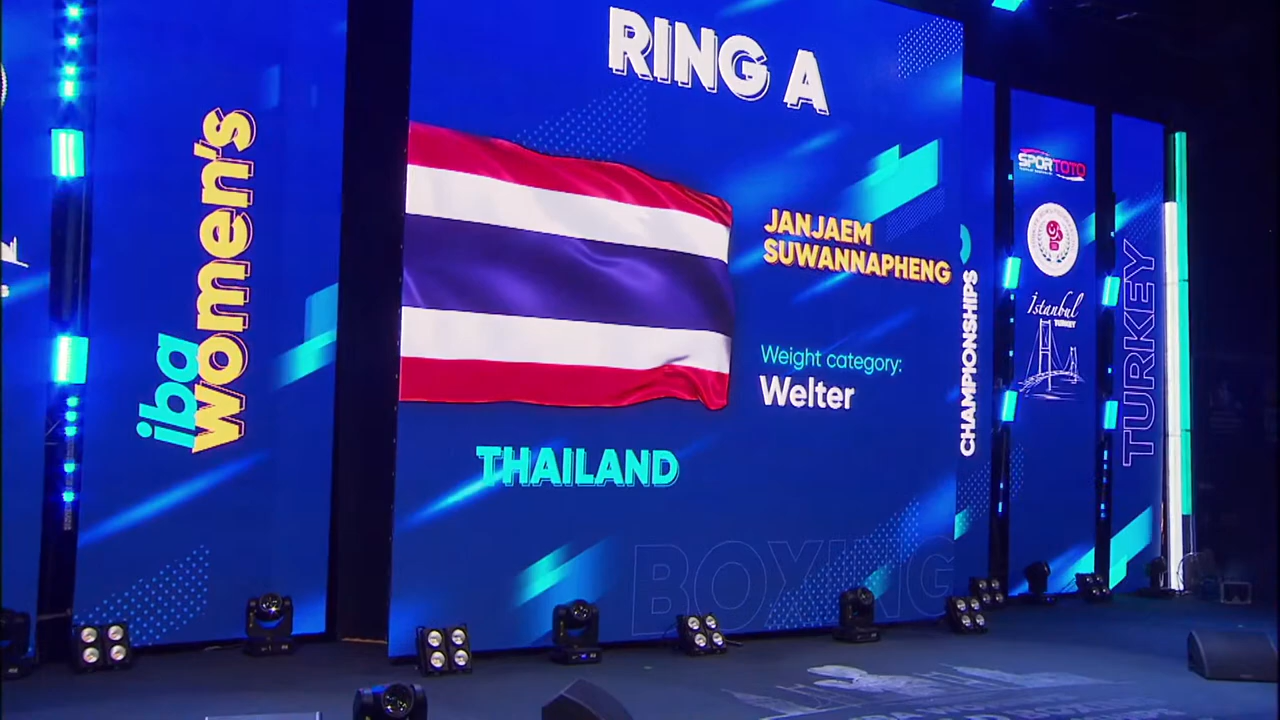 RING A
iba
women's
JANJAEM
SUWANNAPHENG
Weight category:
Welter
THAILAND
BOXING
CHAMPIONSHIPS
SPORTOTO
İstanbul
TURKEY
TURKEY